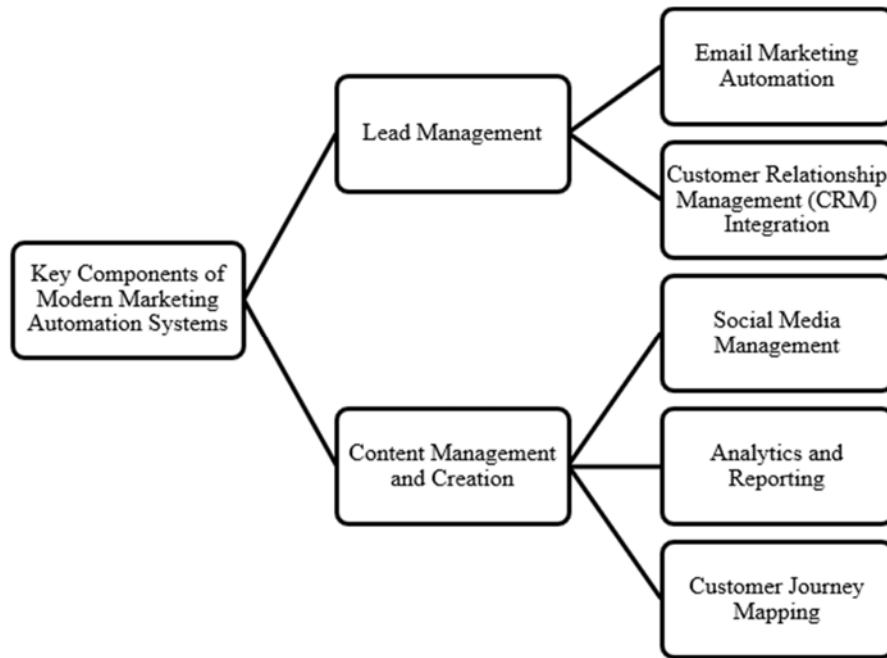 Key Components of
Modern Marketing
Automation Systems
Lead Management
Email Marketing
Automation
Customer Relationship
Management (CRM)
Integration
Content Management
and Creation
Social Media
Management
Analytics and
Reporting
Customer Journey
Mapping